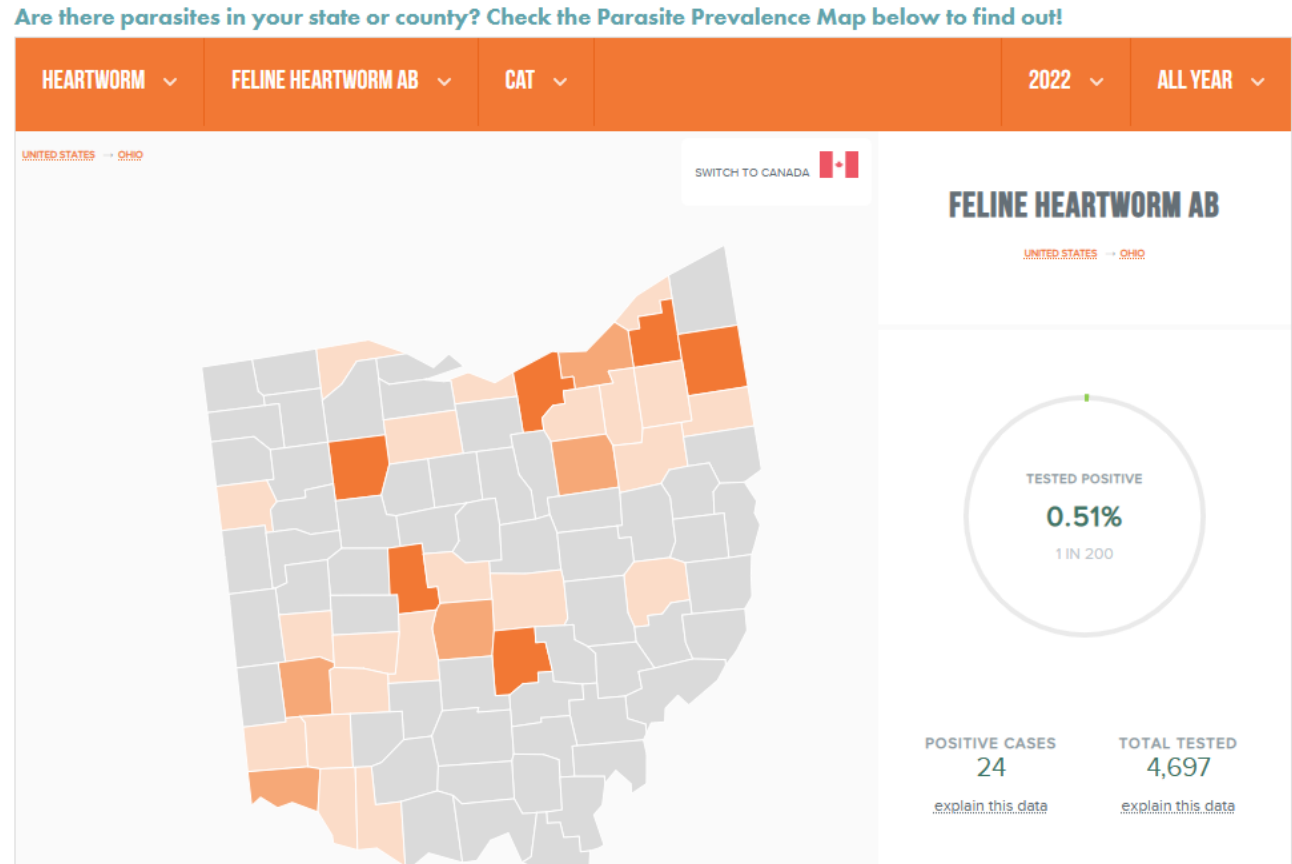 Are there parasites in your state or county? Check the Parasite Prevalence Map below to find out!
HEARTWORM FELINE HEARTWORM AB CAT 2022 ALL YEAR
UNITED STATES → OHIO
SWITCH TO CANADA
FELINE HEARTWORM AB
UNITED STATES → OHIO
TESTED POSITIVE
0.51%
1 IN 200
POSITIVE CASES TOTAL TESTED
24 4,697
explain this data explain this data